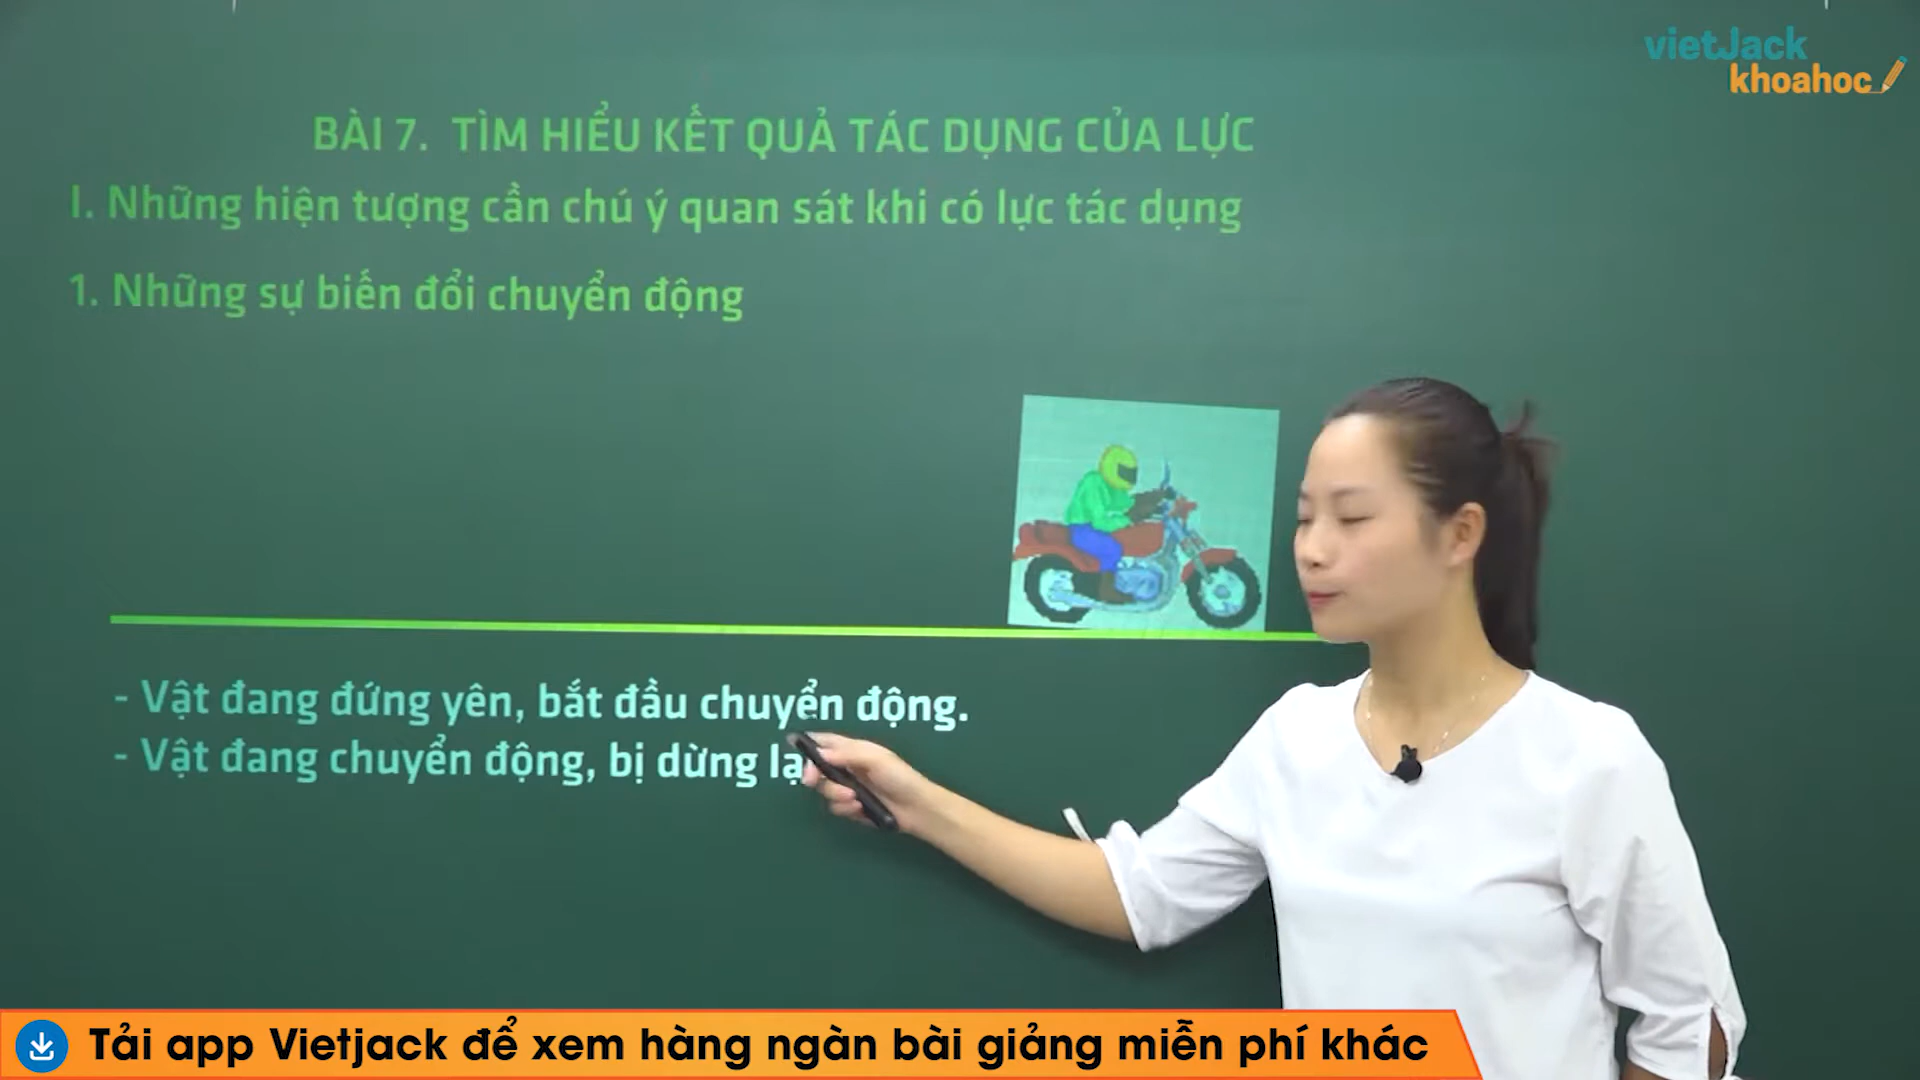 vietJack
khoahoc
BÀI 7. TÌM HIỂU KẾT QUẢ TÁC DỤNG CỦA LỰC
I. Những hiện tượng cần chú ý quan sát khi có lực tác dụng
1. Những sự biến đổi chuyển động
- Vật đang đứng yên, bắt đầu chuyển động.
- Vật đang chuyển động, bị dừng
Tải app Vietjack để xem hàng ngàn bài giảng miễn phí khác